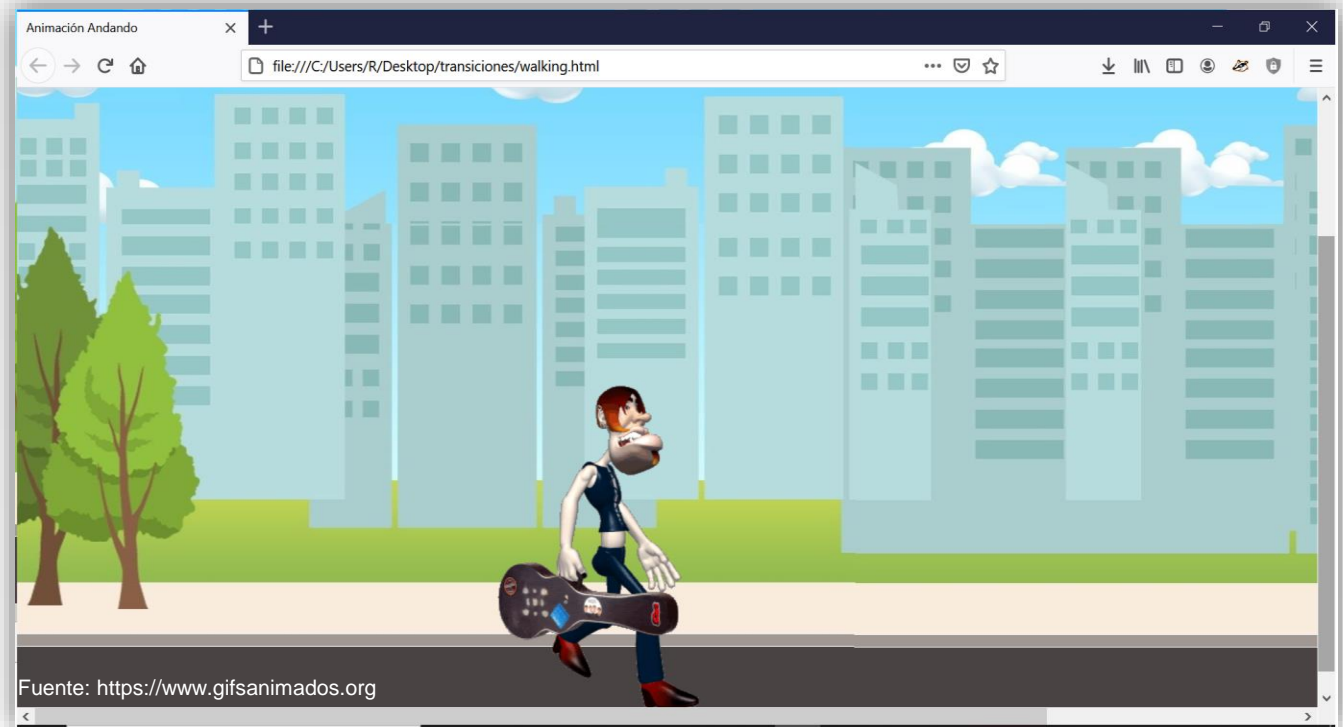 Animación Andando
file:///C:/Users/R/Desktop/transiciones/walking.html
Fuente: https://www.gifsanimados.org